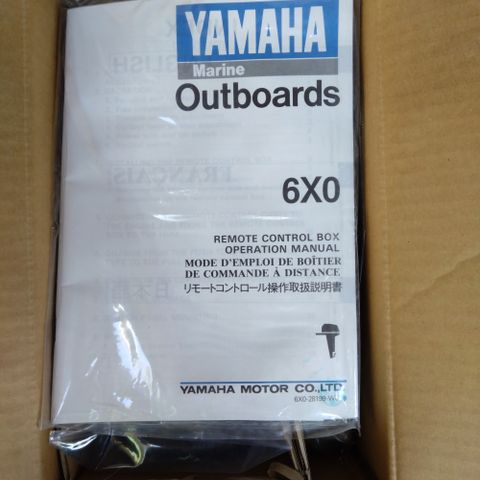 YAMAHA
Marine
Outboards
6X0
REMOTE CONTROL BOX
OPERATION MANUAL
MODE D'EMPLOI DE BOÎTIER
DE COMMANDE À DISTANCE
リモートコントロール操作取扱説明書
YAMAHA MOTOR CO.,LTD.